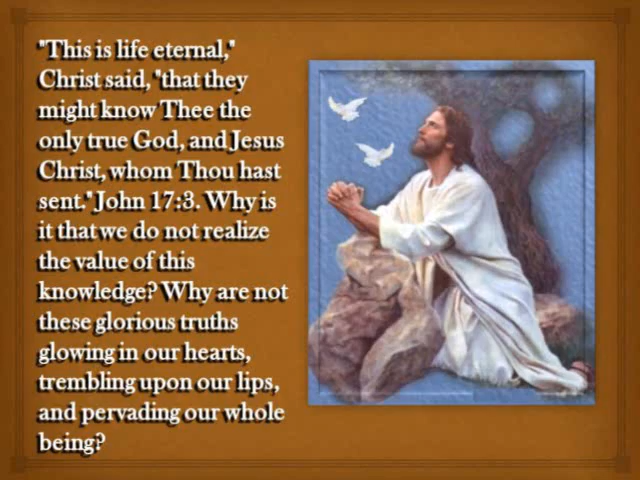 "This is life eternal,"
Christ said, "that they
might know Thee the
only true God, and Jesus
Christ, whom Thou hast
sent." John 17:3. Why is
it that we do not realize
the value of this
knowledge? Why are not
these glorious truths
glowing in our hearts,
trembling upon our lips,
and pervading our whole
being?